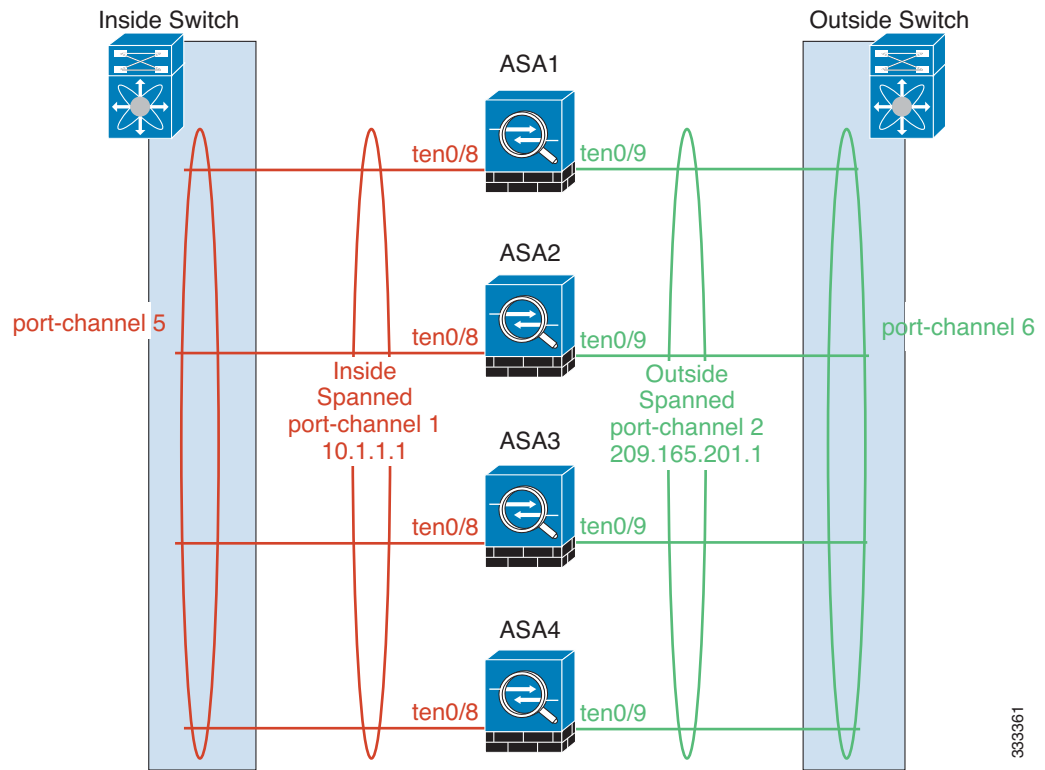 Inside Switch
Outside Switch
ASA1
ten0/8
ten0/9
ASA2
port-channel 5
port-channel 6
ten0/8
ten0/9
Inside
Spanned
port-channel 1
10.1.1.1
Outside
Spanned
port-channel 2
209.165.201.1
ASA3
ten0/8
ten0/9
ASA4
ten0/8
ten0/9
333361